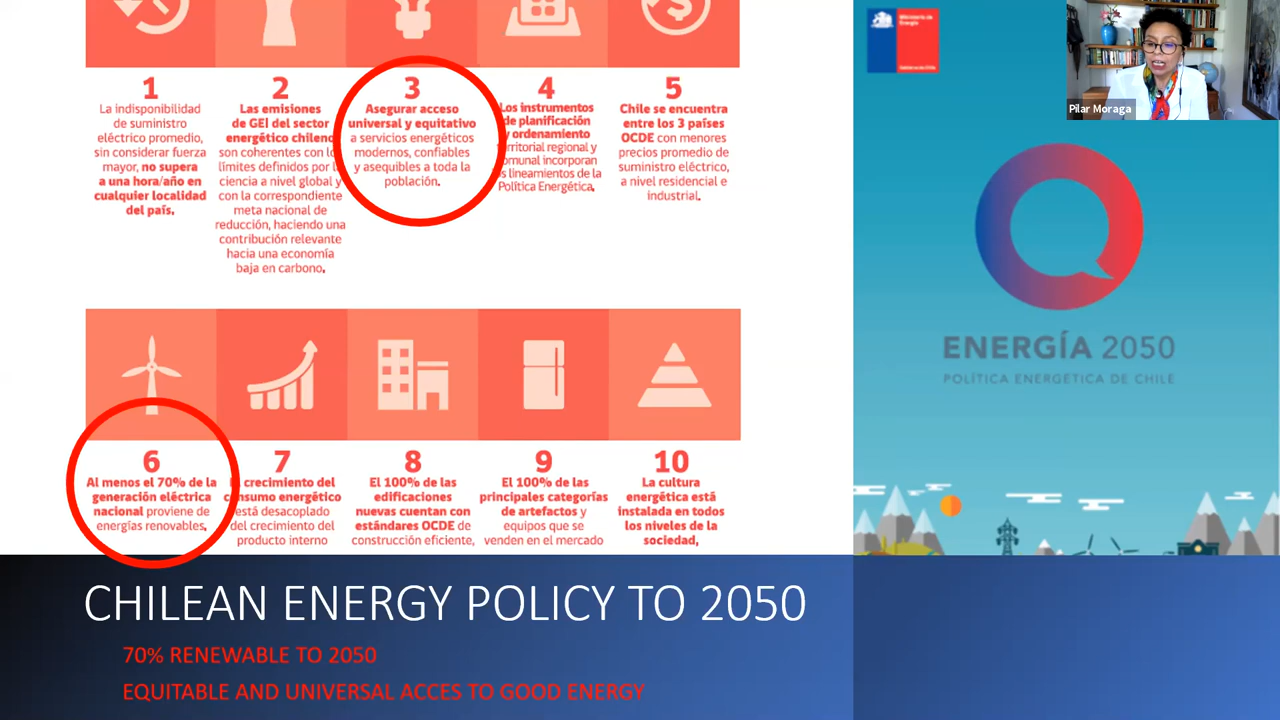 1
La indisponibilidad
de suministro
eléctrico promedio,
sin considerar fuerza
mayor, no supera
a una hora/año en
cualquier localidad
del país.
2
Las emisiones
de GEI del sector
energético chileno
son coherentes con lo
límites definidos por l
ciencia a nivel global y
con la correspondiente
meta nacional de
reducción, haciendo una
contribución relevante
hacia una economía
baja en carbono.
3
Asegurar acceso
universal y equitativo
a servicios energéticos
modernos, confiables
y asequibles a toda la
población.
4
Los instrumentos
de planificación
y ordenamiento
territorial regional y
comunal incorporan
los lineamientos de la
Política Energética.
5
Chile se encuentra
entre los 3 países
OCDE con menores
precios promedio de
suministro eléctrico,
a nivel residencial e
industrial.
6
Al menos el 70% de la
generación eléctrica
nacional proviene de
energías renovables.
7
crecimiento del
consumo energético
está desacoplado
del crecimiento del
producto interno
8
El 100% de las
edificaciones
nuevas cuentan con
estándares OCDE de
construcción eficiente,
9
El 100% de las
principales categorías
de artefactos y
equipos que se
venden en el mercado
10
La cultura
energética está
instalada en todos
los niveles de la
sociedad,
CHILEAN ENERGY POLICY TO 2050
70% RENEWABLE TO 2050
EQUITABLE AND UNIVERSAL ACCES TO GOOD ENERGY
Ministerio de
Energía
Gobierno de Chile
Pilar Moraga
ENERGÍA 2050
POLÍTICA ENERGÉTICA DE CHILE